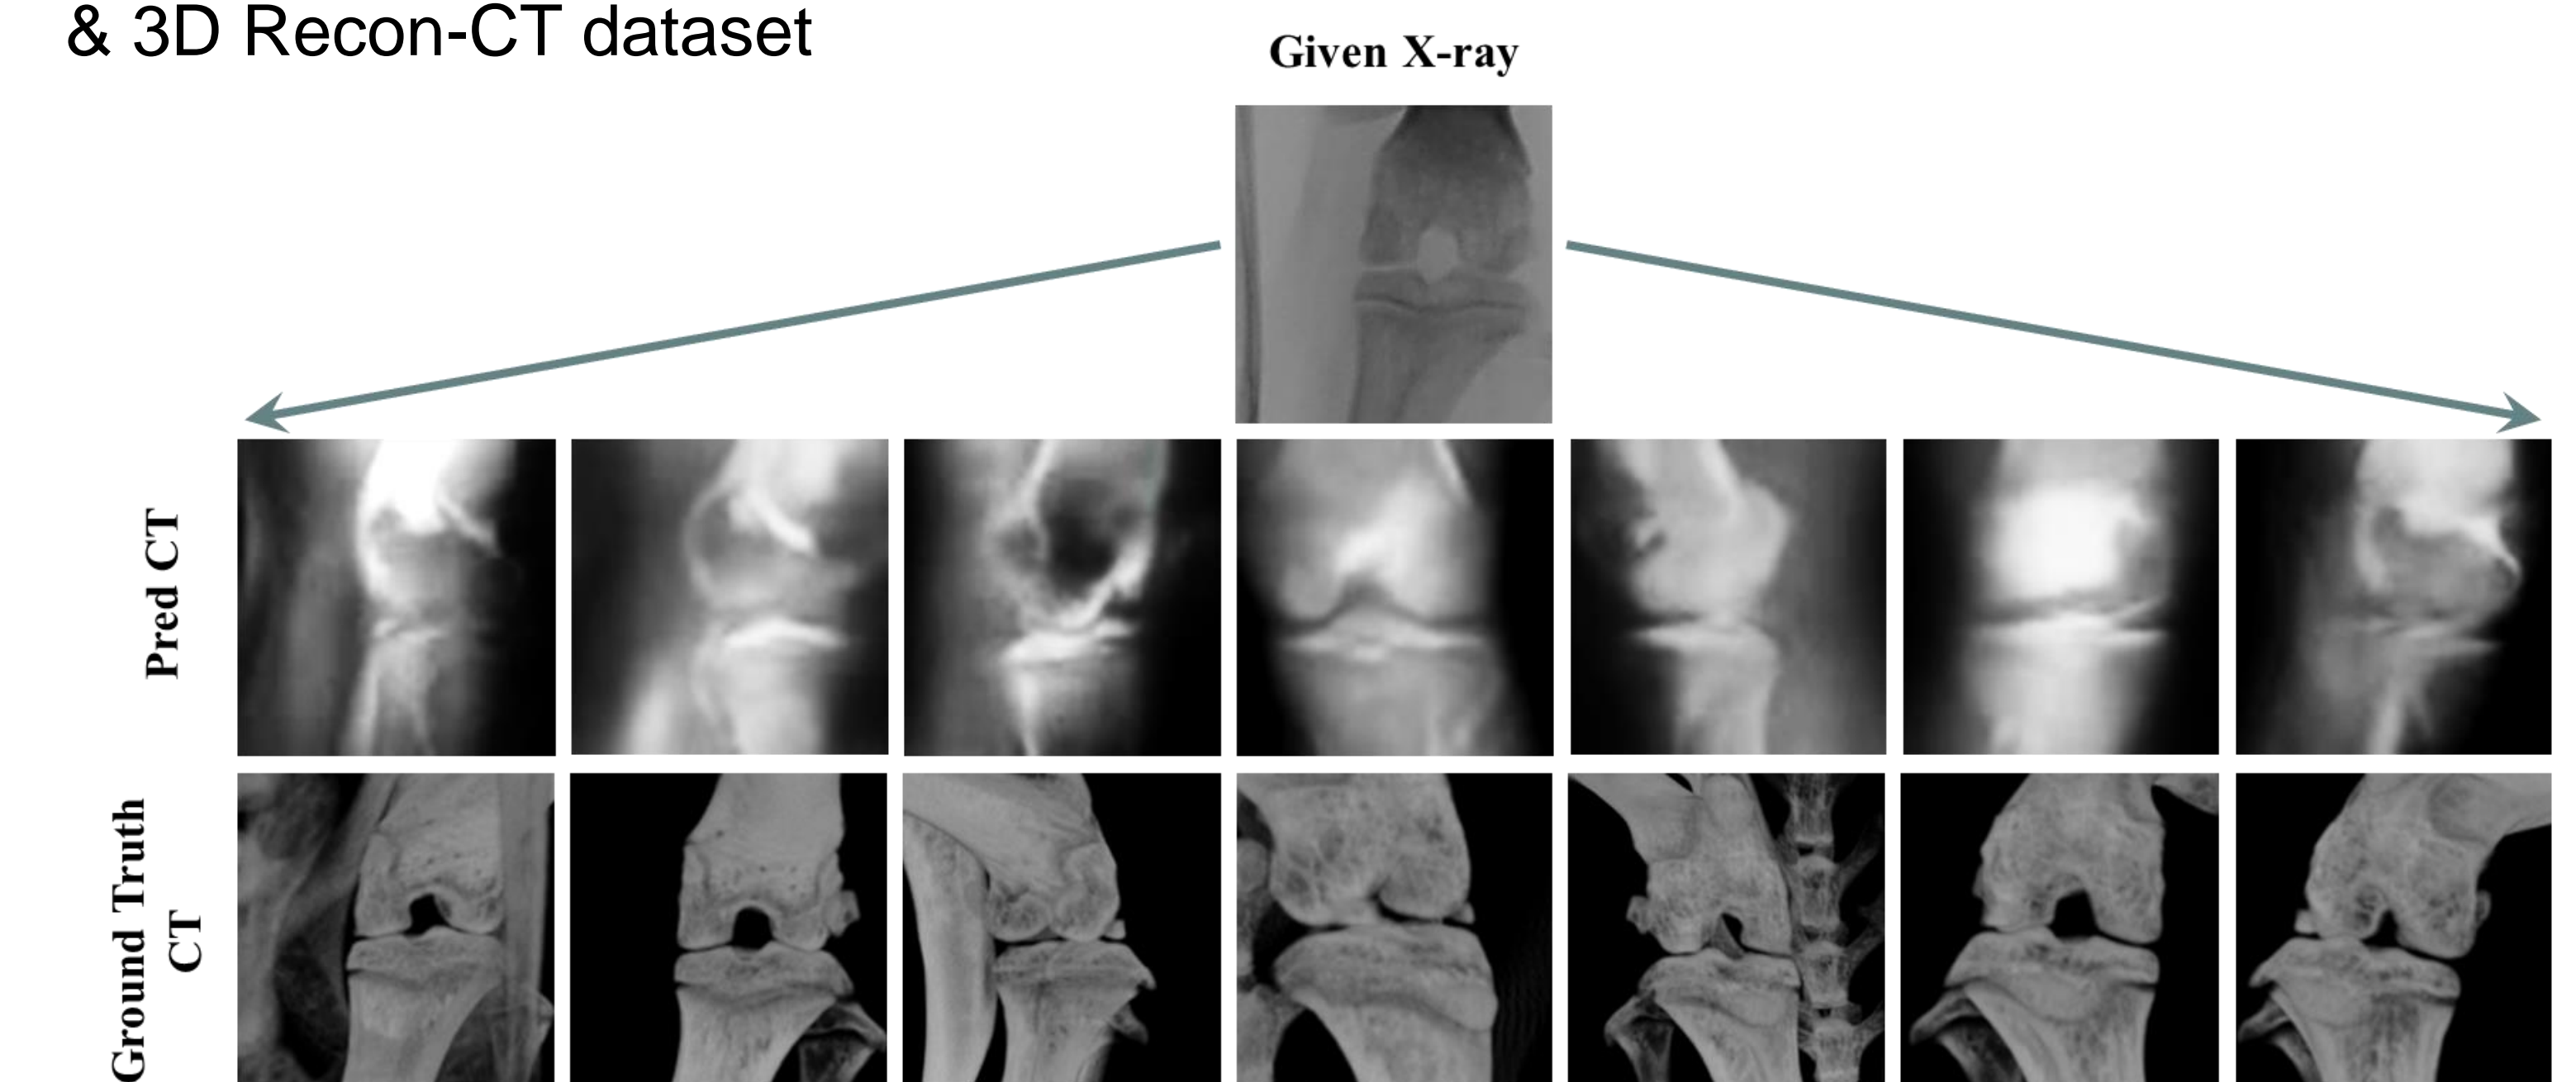 & 3D Recon-CT dataset
Given X-ray
Pred CT
Ground Truth
CT